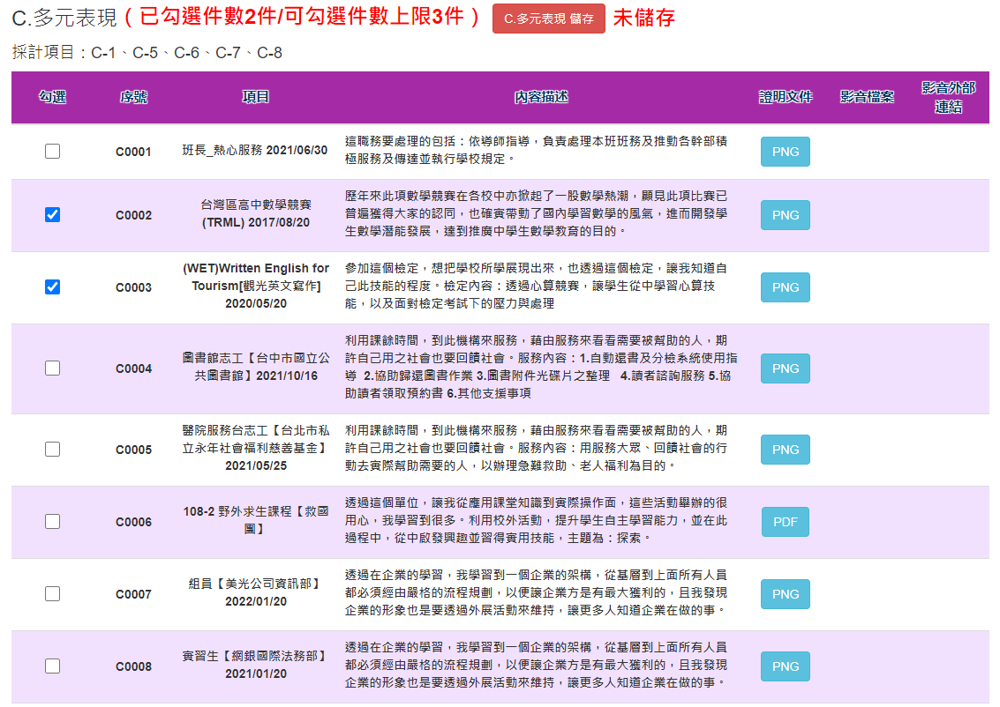 C.多元表現 ( 已勾選件數2件/可勾選件數上限3件 ) C.多元表現 儲存 未儲存
採計項目：C-1、C-5、C-6、C-7、C-8
勾選 序號 項目 內容描述 證明文件 影音檔案 影音外部
連結
C0001 班長_熱心服務 2021/06/30
這職務要處理的包括：依導師指導，負責處理本班班務及推動各幹部積
極服務及傳達並執行學校規定。
PNG
C0002
台灣區高中數學競賽
(TRML) 2017/08/20
歷年來此項數學競賽在各校中亦掀起了一股數學熱潮，顯見此項比賽已
普遍獲得大家的認同，也確實帶動了國內學習數學的風氣，進而開發學
生數學潛能發展，達到推廣中學生數學教育的目的。
PNG
C0003
(WET)Written English for
Tourism[觀光英文寫作]
2020/05/20
參加這個檢定，想把學校所學展現出來，也透過這個檢定，讓我知道自
己此技能的程度。檢定內容：透過心算競賽，讓學生從中學習心算技
能，以及面對檢定考試下的壓力與處理
PNG
C0004
圖書館志工【台中市國立公
共圖書館】2021/10/16
利用課餘時間，到此機構來服務，藉由服務來看看需要被幫助的人，期
許自己用之社會也要回饋社會。服務內容：1.自動還書及分檢系統使用指
導 2.協助歸還圖書作業 3.圖書附件光碟片之整理 4.讀者諮詢服務 5.協
助讀者領取預約書 6.其他支援事項
PNG
C0005
醫院服務台志工【台北市私
立永年社會福利慈善基金】
2021/05/25
利用課餘時間，到此機構來服務，藉由服務來看看需要被幫助的人，期
許自己用之社會也要回饋社會。服務內容：用服務大眾、回饋社會的行
動去實際幫助需要的人，以辦理急難救助、老人福利為目的。
PNG
C0006
108-2 野外求生課程【救國
團】
透過這個單位，讓我從應用課堂知識到實際操作面，這些活動舉辦的很
用心，我學習到很多。利用校外活動，提升學生自主學習能力，並在此
過程中，從中啟發興趣並習得實用技能，主題為：探索。
PDF
C0007
組員【美光公司資訊部】
2022/01/20
透過在企業的學習，我學習到一個企業的架構，從基層到上面所有人員
都必須經由嚴格的流程規劃，以便讓企業方是有最大獲利的，且我發現
企業的形象也是要透過外展活動來維持，讓更多人知道企業在做的事。
PNG
C0008
實習生【網銀國際法務部】
2021/01/20
透過在企業的學習，我學習到一個企業的架構，從基層到上面所有人員
都必須經由嚴格的流程規劃，以便讓企業方是有最大獲利的，且我發現
企業的形象也是要透過外展活動來維持，讓更多人知道企業在做的事。
PNG